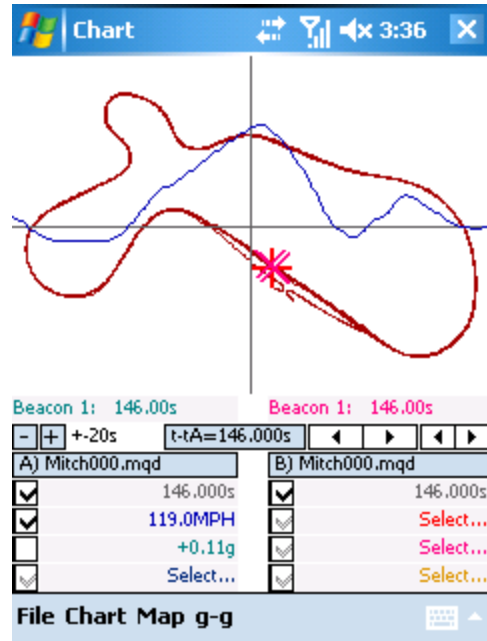 Chart 3:36
Beacon 1: 146.00s Beacon 1: 146.00s
- + +-20s t-tA=146.000s
A) Mitch000.mqd B) Mitch000.mqd
146.000s 146.000s
119.0MPH Select...
+0.11g Select...
Select... Select...
File Chart Map g-g